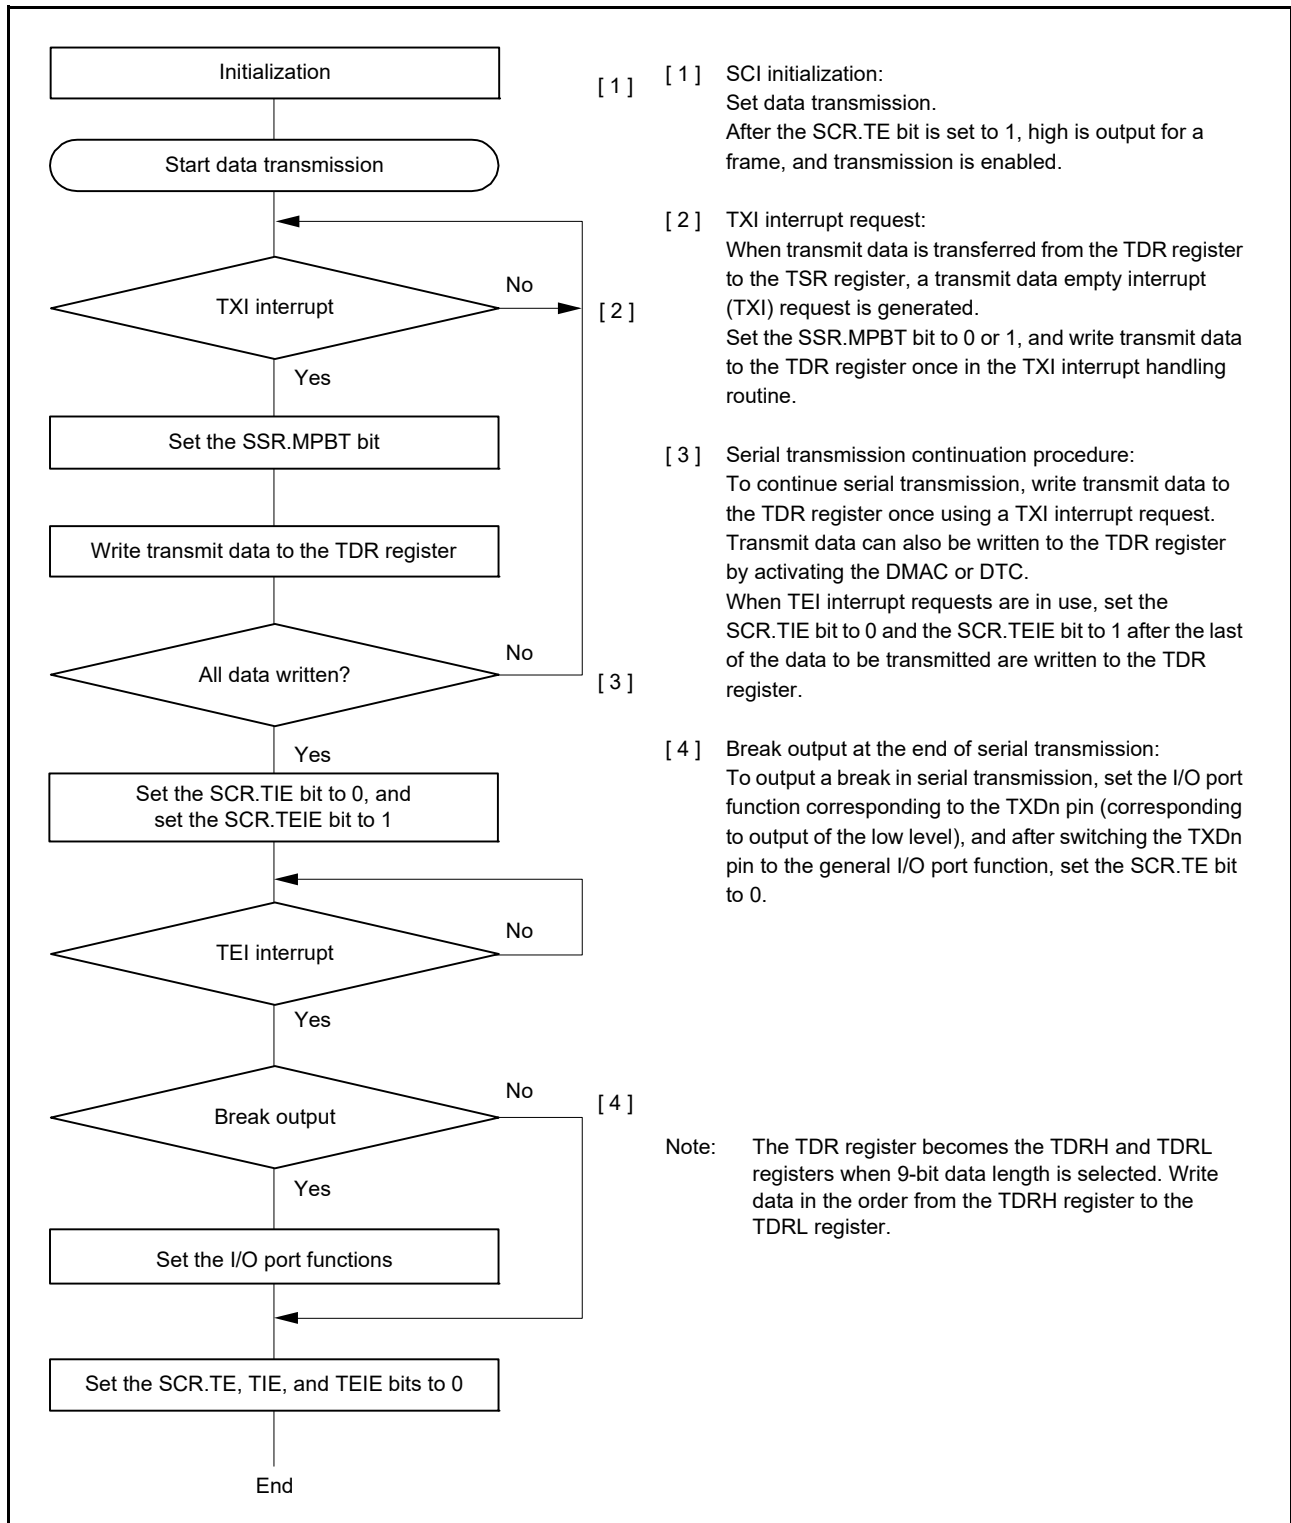 Initialization
[ 1 ]
Start data transmission
TXI interrupt
No
[ 2 ]
Yes
Set the SSR.MPBT bit
Write transmit data to the TDR register
All data written?
No
[ 3 ]
Yes
Set the SCR.TIE bit to 0, and
set the SCR.TEIE bit to 1
TEI interrupt
No
Yes
Break output
No
[ 4 ]
Yes
Set the I/O port functions
Set the SCR.TE, TIE, and TEIE bits to 0
End
[ 1 ] SCI initialization:
Set data transmission.
After the SCR.TE bit is set to 1, high is output for a
frame, and transmission is enabled.
[ 2 ] TXI interrupt request:
When transmit data is transferred from the TDR register
to the TSR register, a transmit data empty interrupt
(TXI) request is generated.
Set the SSR.MPBT bit to 0 or 1, and write transmit data
to the TDR register once in the TXI interrupt handling
routine.
[ 3 ] Serial transmission continuation procedure:
To continue serial transmission, write transmit data to
the TDR register once using a TXI interrupt request.
Transmit data can also be written to the TDR register
by activating the DMAC or DTC.
When TEI interrupt requests are in use, set the
SCR.TIE bit to 0 and the SCR.TEIE bit to 1 after the last
of the data to be transmitted are written to the TDR
register.
[ 4 ] Break output at the end of serial transmission:
To output a break in serial transmission, set the I/O port
function corresponding to the TXDn pin (corresponding
to output of the low level), and after switching the TXDn
pin to the general I/O port function, set the SCR.TE bit
to 0.
Note: The TDR register becomes the TDRH and TDRL
registers when 9-bit data length is selected. Write
data in the order from the TDRH register to the
TDRL register.